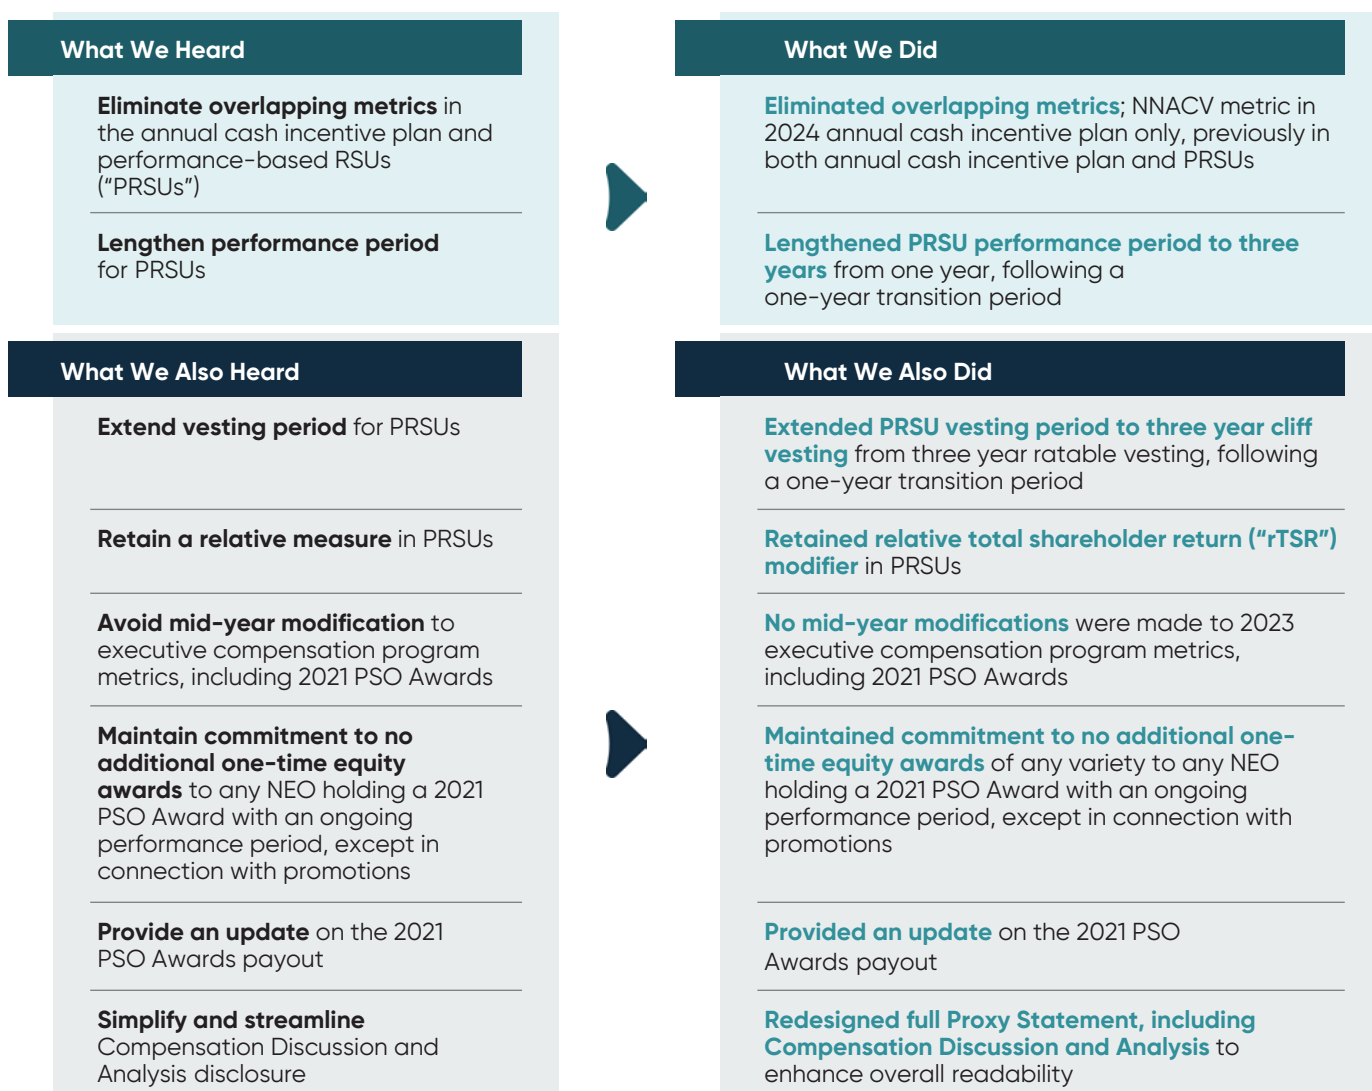 What We Heard
What We Did
Eliminate overlapping metrics in
the annual cash incentive plan and
performance-based RSUs
(“PRSUs”)
Eliminated overlapping metrics; NNACV metric in
2024 annual cash incentive plan only, previously in
both annual cash incentive plan and PRSUs
Lengthen performance period
for PRSUs
Lengthened PRSU performance period to three
years from one year, following a
one-year transition period
What We Also Heard
What We Also Did
Extend vesting period for PRSUs
Extended PRSU vesting period to three year cliff
vesting from three year ratable vesting, following
a one-year transition period
Retain a relative measure in PRSUs
Retained relative total shareholder return (“rTSR”)
modifier in PRSUs
Avoid mid-year modification to
executive compensation program
metrics, including 2021 PSO Awards
No mid-year modifications were made to 2023
executive compensation program metrics,
including 2021 PSO Awards
Maintain commitment to no
additional one-time equity
awards to any NEO holding a 2021
PSO Award with an ongoing
performance period, except in
connection with promotions
Maintained commitment to no additional one-
time equity awards of any variety to any NEO
holding a 2021 PSO Award with an ongoing
performance period, except in connection with
promotions
Provide an update on the 2021
PSO Awards payout
Provided an update on the 2021 PSO
Awards payout
Simplify and streamline
Compensation Discussion and
Analysis disclosure
Redesigned full Proxy Statement, including
Compensation Discussion and Analysis to
enhance overall readability